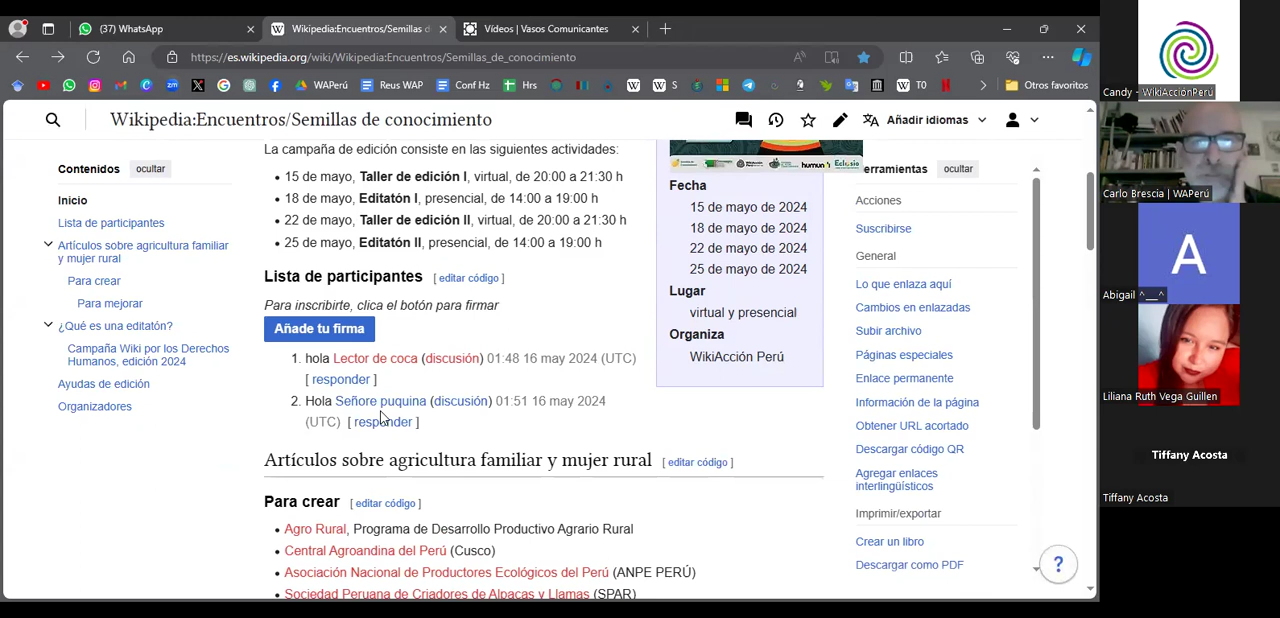 (37) WhatsApp
Wikipedia:Encuentros/Semillas d
Vídeos | Vasos Comunicantes
https://es.wikipedia.org/wiki/Wikipedia:Encuentros/Semillas_de_conocimiento
WAPerú
Reus WAP
Conf Hz
Hrs
W S
T0
Otros favoritos
Wikipedia:Encuentros/Semillas de conocimiento
Añadir idiomas
Contenidos
ocultar
Inicio
Lista de participantes
Artículos sobre agricultura familiar
y mujer rural
Para crear
Para mejorar
¿Qué es una editatón?
Campaña Wiki por los Derechos
Humanos, edición 2024
Ayudas de edición
Organizadores
La campaña de edición consiste en las siguientes actividades:
• 15 de mayo, Taller de edición I, virtual, de 20:00 a 21:30 h
• 18 de mayo, Editatón I, presencial, de 14:00 a 19:00 h
• 22 de mayo, Taller de edición II, virtual, de 20:00 a 21:30 h
• 25 de mayo, Editatón II, presencial, de 14:00 a 19:00 h
Lista de participantes [ editar código ]
Para inscribirte, clica el botón para firmar
Añade tu firma
1. hola Lector de coca (discusión) 01:48 16 may 2024 (UTC)
[ responder ]
2. Hola Señore puquina (discusión) 01:51 16 may 2024
(UTC) [ responder ]
Artículos sobre agricultura familiar y mujer rural [ editar código ]
Para crear [ editar código ]
• Agro Rural, Programa de Desarrollo Productivo Agrario Rural
• Central Agroandina del Perú (Cusco)
• Asociación Nacional de Productores Ecológicos del Perú (ANPE PERÚ)
• Sociedad Peruana de Criadores de Alpacas y Llamas (SPAR)
humun
Eclosio
Fecha
15 de mayo de 2024
18 de mayo de 2024
22 de mayo de 2024
25 de mayo de 2024
Lugar
virtual y presencial
Organiza
WikiAcción Perú
erramientas
ocultar
Acciones
Suscribirse
General
Lo que enlaza aquí
Cambios en enlazadas
Subir archivo
Páginas especiales
Enlace permanente
Información de la página
Obtener URL acortado
Descargar código QR
Agregar enlaces
interlingüísticos
Imprimir/exportar
Crear un libro
Descargar como PDF
?
Candy - WikiAcciónPerú
Carlo Brescia | WAPerú
A
Abigail ^__^
Liliana Ruth Vega Guillen
Tiffany Acosta
Tiffany Acosta